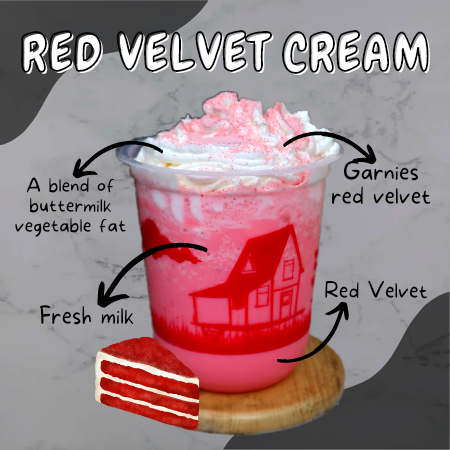 RED VELVET CREAM
A blend of
buttermilk
vegetable fat
Garnies
red velvet
Fresh milk
Red Velvet